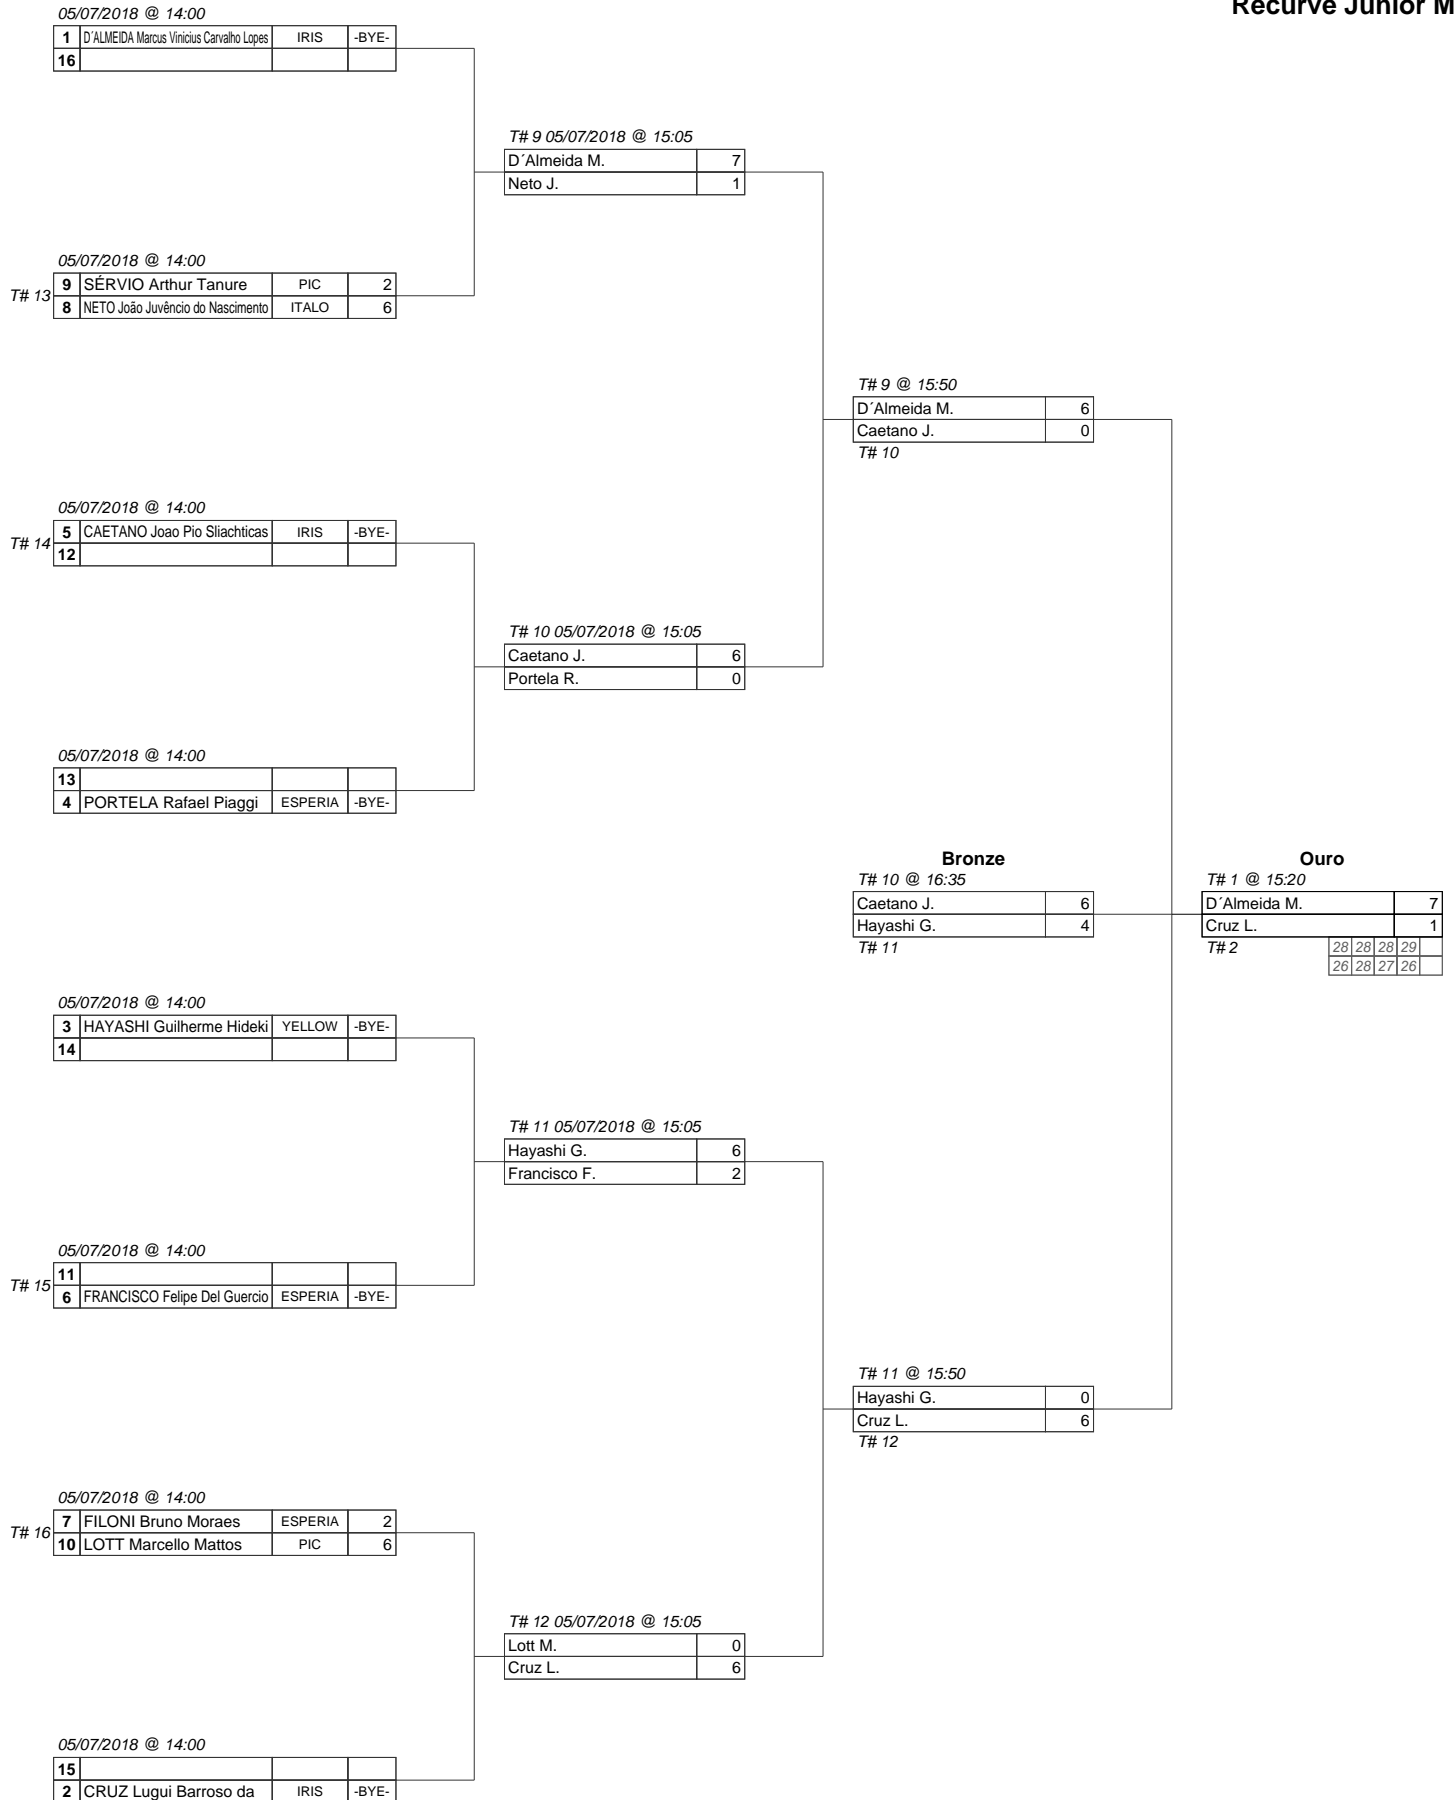 Recurve Junior M
05/07/2018 @ 14:00
1 D´ALMEIDA Marcus Vinicius Carvalho Lopes IRIS -BYE-
16
T# 9 05/07/2018 @ 15:05
D´Almeida M. 7
Neto J. 1
05/07/2018 @ 14:00
T# 13
9 SÉRVIO Arthur Tanure PIC 2
8 NETO João Juvêncio do Nascimento ITALO 6
T# 9 @ 15:50
D´Almeida M. 6
Caetano J. 0
T# 10
05/07/2018 @ 14:00
T# 14
5 CAETANO Joao Pio Sliachticas IRIS -BYE-
12
T# 10 05/07/2018 @ 15:05
Caetano J. 6
Portela R. 0
05/07/2018 @ 14:00
13
4 PORTELA Rafael Piaggi ESPERIA -BYE-
Bronze
T# 10 @ 16:35
Caetano J. 6
Hayashi G. 4
T# 11
Ouro
T# 1 @ 15:20
D´Almeida M. 7
Cruz L. 1
T# 2
28 28 28 29
26 28 27 26
05/07/2018 @ 14:00
3 HAYASHI Guilherme Hideki YELLOW -BYE-
14
T# 11 05/07/2018 @ 15:05
Hayashi G. 6
Francisco F. 2
05/07/2018 @ 14:00
T# 15
11
6 FRANCISCO Felipe Del Guercio ESPERIA -BYE-
T# 11 @ 15:50
Hayashi G. 0
Cruz L. 6
T# 12
05/07/2018 @ 14:00
T# 16
7 FILONI Bruno Moraes ESPERIA 2
10 LOTT Marcello Mattos PIC 6
T# 12 05/07/2018 @ 15:05
Lott M. 0
Cruz L. 6
05/07/2018 @ 14:00
15
2 CRUZ Lugui Barroso da IRIS -BYE-